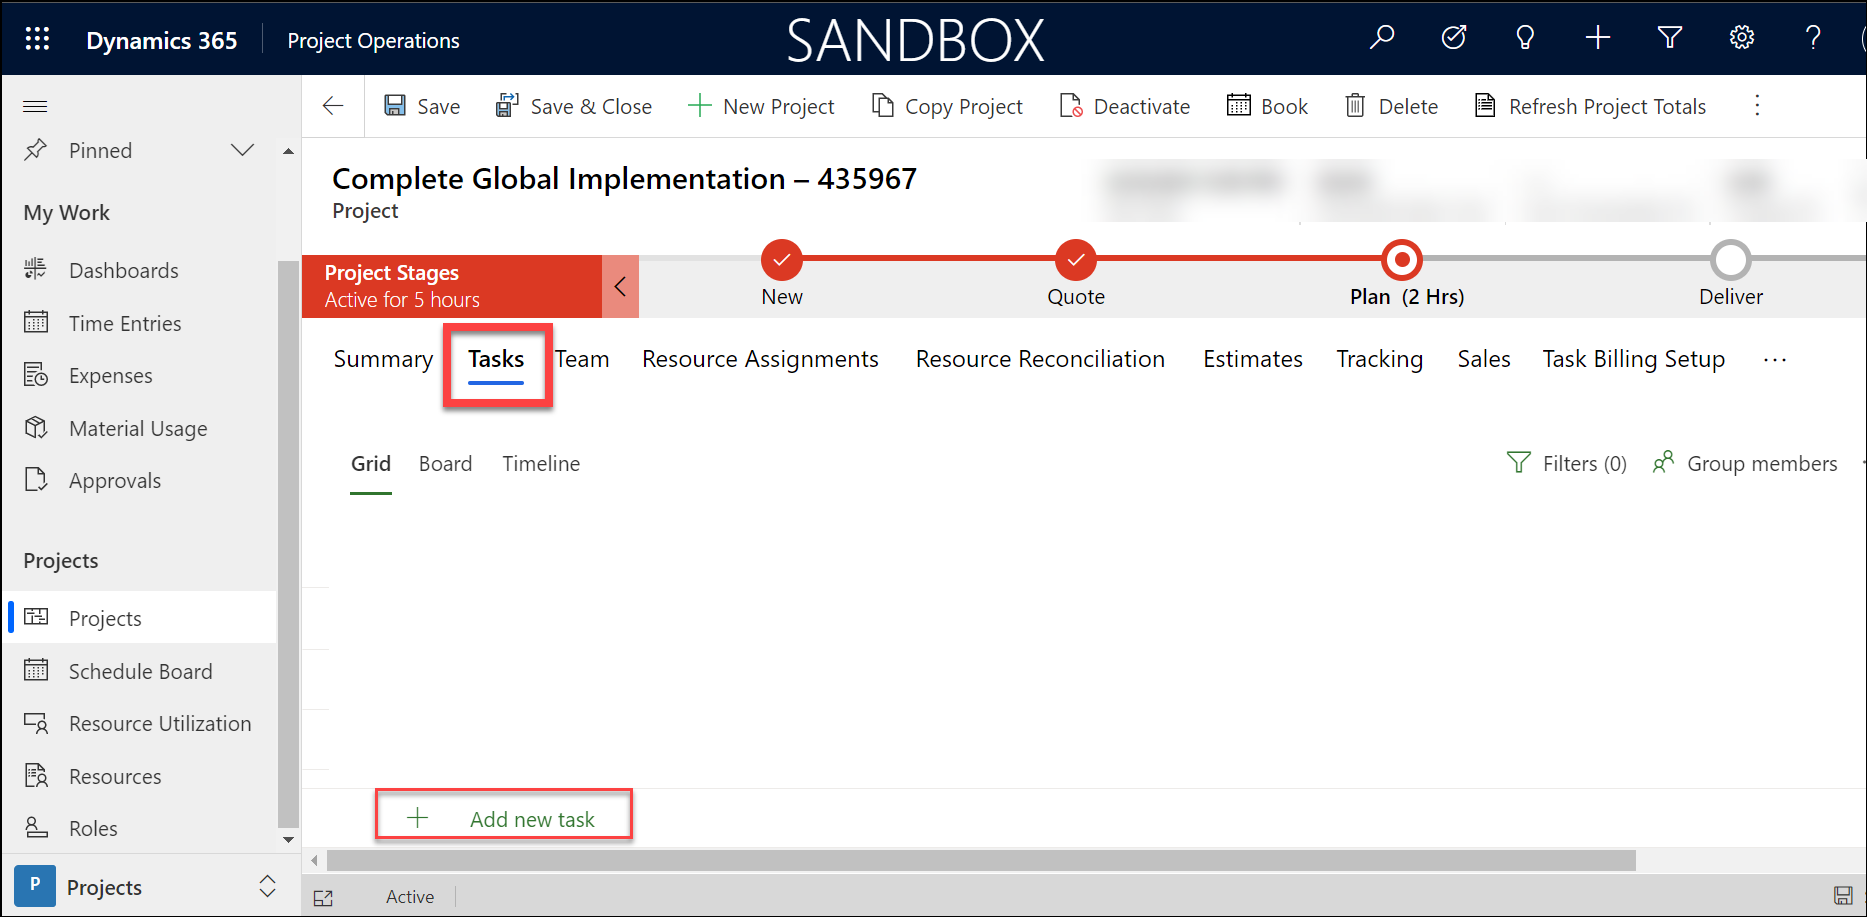 Dynamics 365 Project Operations SANDBOX
Pinned
My Work
Dashboards
Time Entries
Expenses
Material Usage
Approvals
Projects
Projects
Schedule Board
Resource Utilization
Resources
Roles
P Projects
Save Save & Close New Project Copy Project Deactivate Book Delete Refresh Project Totals
Complete Global Implementation – 435967
Project
Project Stages
Active for 5 hours
New Quote Plan (2 Hrs) Deliver
Summary Tasks Team Resource Assignments Resource Reconciliation Estimates Tracking Sales Task Billing Setup ···
Grid Board Timeline Filters (0) Group members
+ Add new task
Active